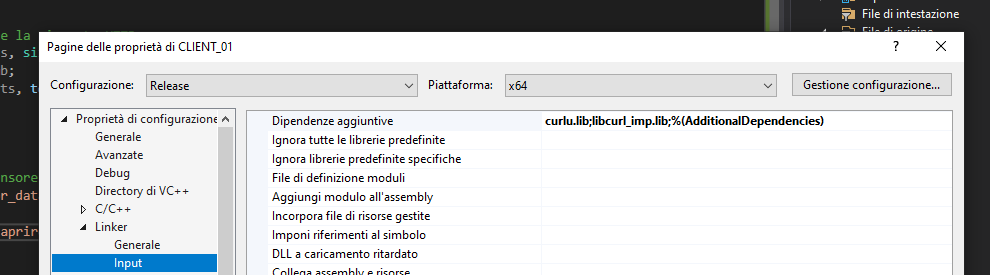 e la
File di intestazione
File di origine
s, si
b;
ts, t
nsore
r_dat
aprir
Pagine delle proprietà di CLIENT_01
Configurazione: Release Piattaforma: x64 Gestione configurazione...
Proprietà di configurazione
Generale
Avanzate
Debug
Directory di VC++
C/C++
Linker
Generale
Input
Dipendenze aggiuntive curlu.lib;libcurl_imp.lib;%(AdditionalDependencies)
Ignora tutte le librerie predefinite
Ignora librerie predefinite specifiche
File di definizione moduli
Aggiungi modulo all'assembly
Incorpora file di risorse gestite
Imponi riferimenti al simbolo
DLL a caricamento ritardato
Collega assembly e risorse